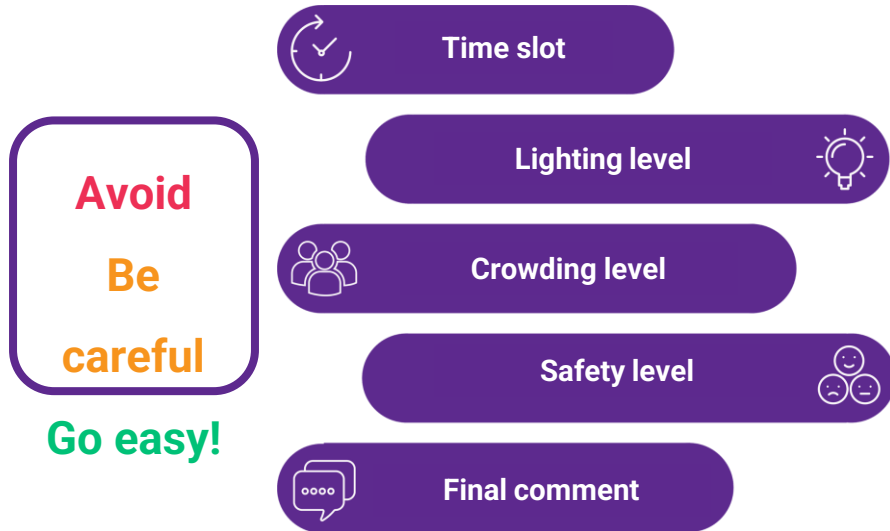 Avoid
Be
careful
Go easy!
Time slot
Lighting level
Crowding level
Safety level
Final comment